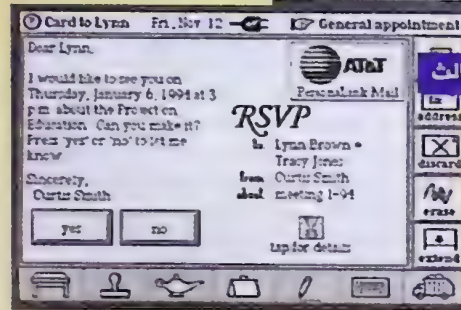 Card to Lynn Fri, Nov 12 General appointment
Dear Lynn,
I would like to see you on
Thursday, January 6, 1994 at 3
p.m. about the Project on
Education. Can you make it?
Press 'yes' or 'no' to let me
know.
Sincerely,
Curtis Smith
yes no
AT&T
PersonaLink Mail
RSVP
to Lynn Brown
Tracy Jones
from Curtis Smith
about meeting 1-94
tap for details
لث
address
discard
erase
extend